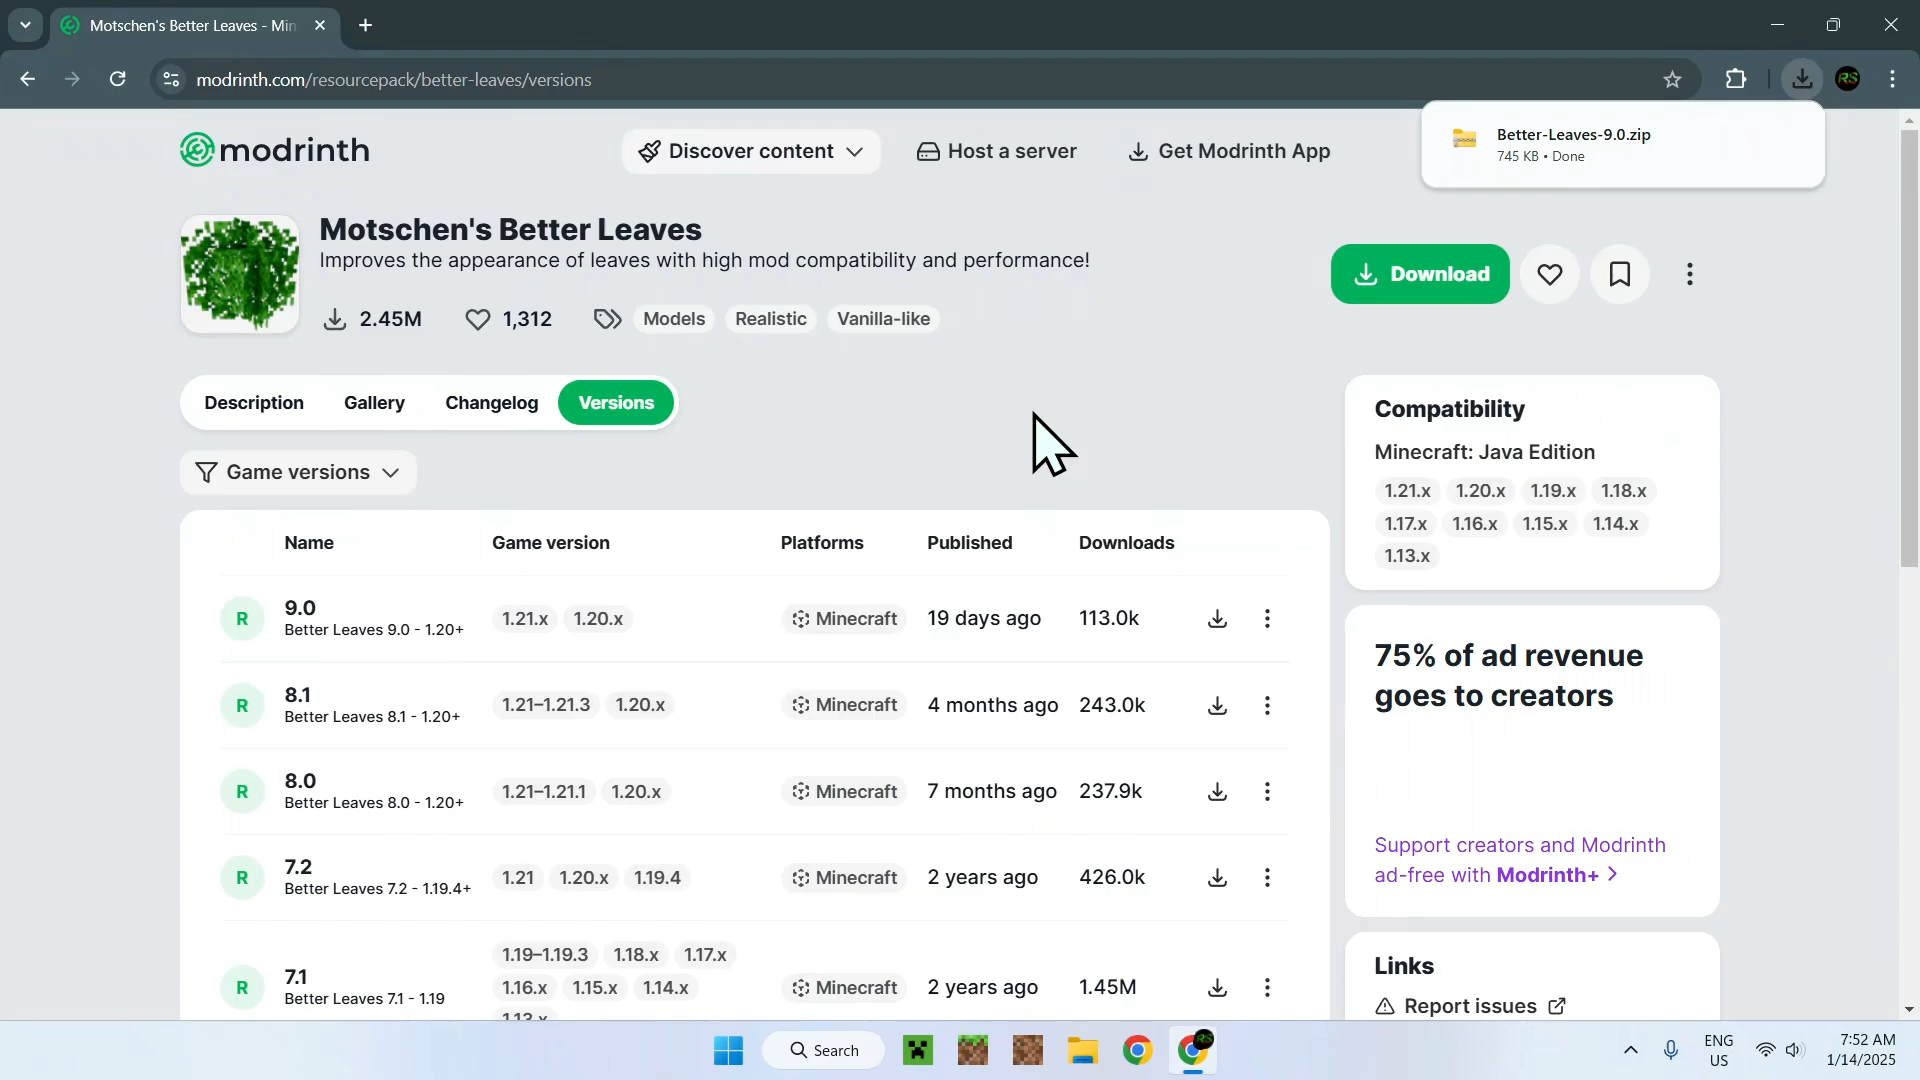 Motschen's Better Leaves - Min
modrinth.com/resourcepack/better-leaves/versions
RS
Better-Leaves-9.0.zip
745 KB • Done
modrinth
Discover content
Host a server
Get Modrinth App
Motschen's Better Leaves
Improves the appearance of leaves with high mod compatibility and performance!
2.45M
1,312
Models
Realistic
Vanilla-like
Download
Description
Gallery
Changelog
Versions
Game versions
Name
Game version
Platforms
Published
Downloads
R
9.0
Better Leaves 9.0 - 1.20+
1.21.x
1.20.x
Minecraft
19 days ago
113.0k
R
8.1
Better Leaves 8.1 - 1.20+
1.21–1.21.3
1.20.x
Minecraft
4 months ago
243.0k
R
8.0
Better Leaves 8.0 - 1.20+
1.21–1.21.1
1.20.x
Minecraft
7 months ago
237.9k
R
7.2
Better Leaves 7.2 - 1.19.4+
1.21
1.20.x
1.19.4
Minecraft
2 years ago
426.0k
R
7.1
Better Leaves 7.1 - 1.19
1.19–1.19.3
1.18.x
1.17.x
1.16.x
1.15.x
1.14.x
1.13.x
Minecraft
2 years ago
1.45M
Compatibility
Minecraft: Java Edition
1.21.x
1.20.x
1.19.x
1.18.x
1.17.x
1.16.x
1.15.x
1.14.x
1.13.x
75% of ad revenue
goes to creators
Support creators and Modrinth
ad-free with Modrinth+
Links
Report issues
Search
RS
ENG
US
7:52 AM
1/14/2025